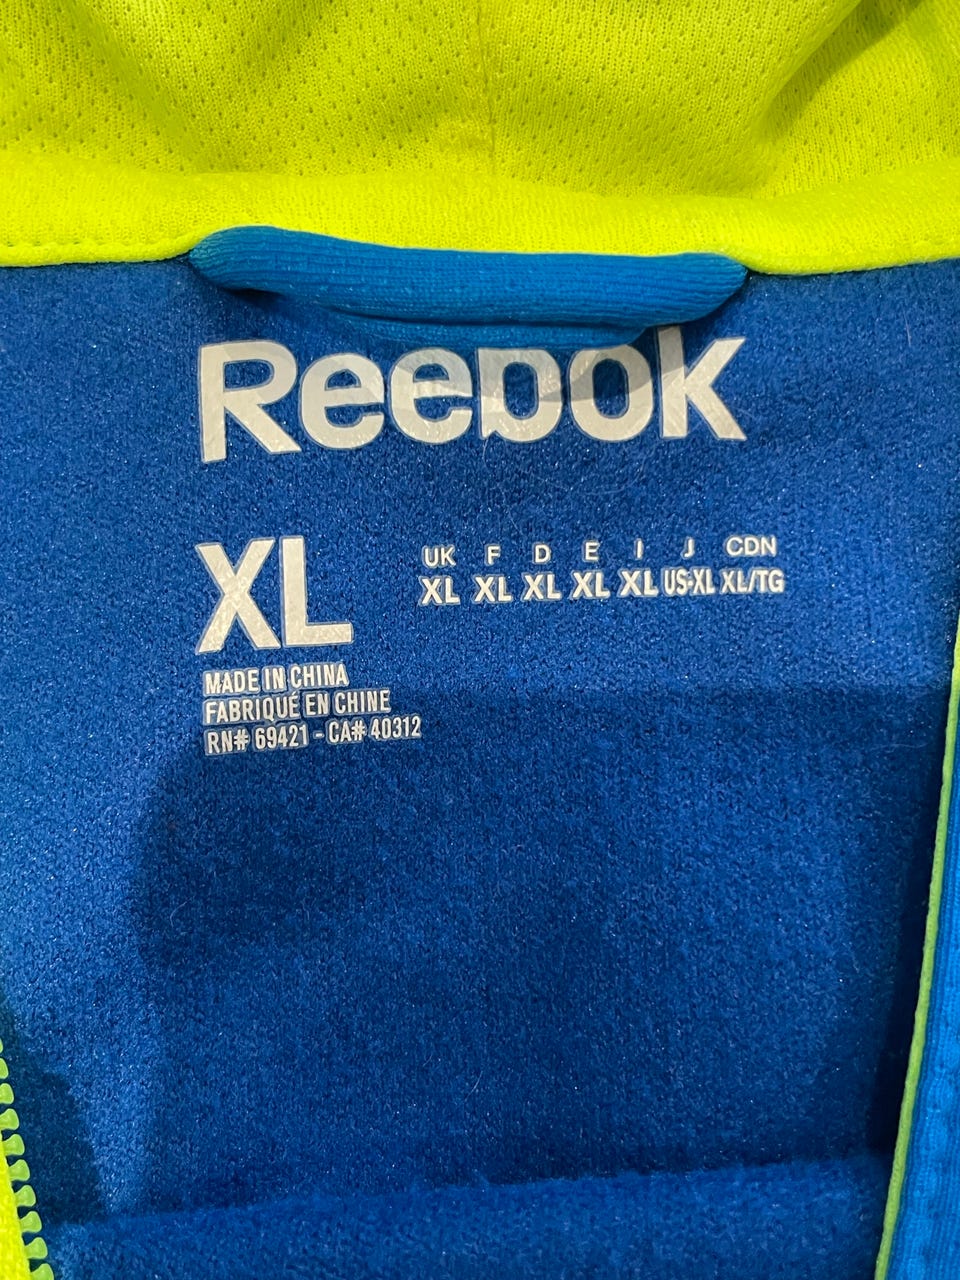 Reebok
XL
UK F D E I J CDN
XL XL XL XL XL US-XL XL/TG
MADE IN CHINA
FABRIQUÉ EN CHINE
RN# 69421 - CA# 40312